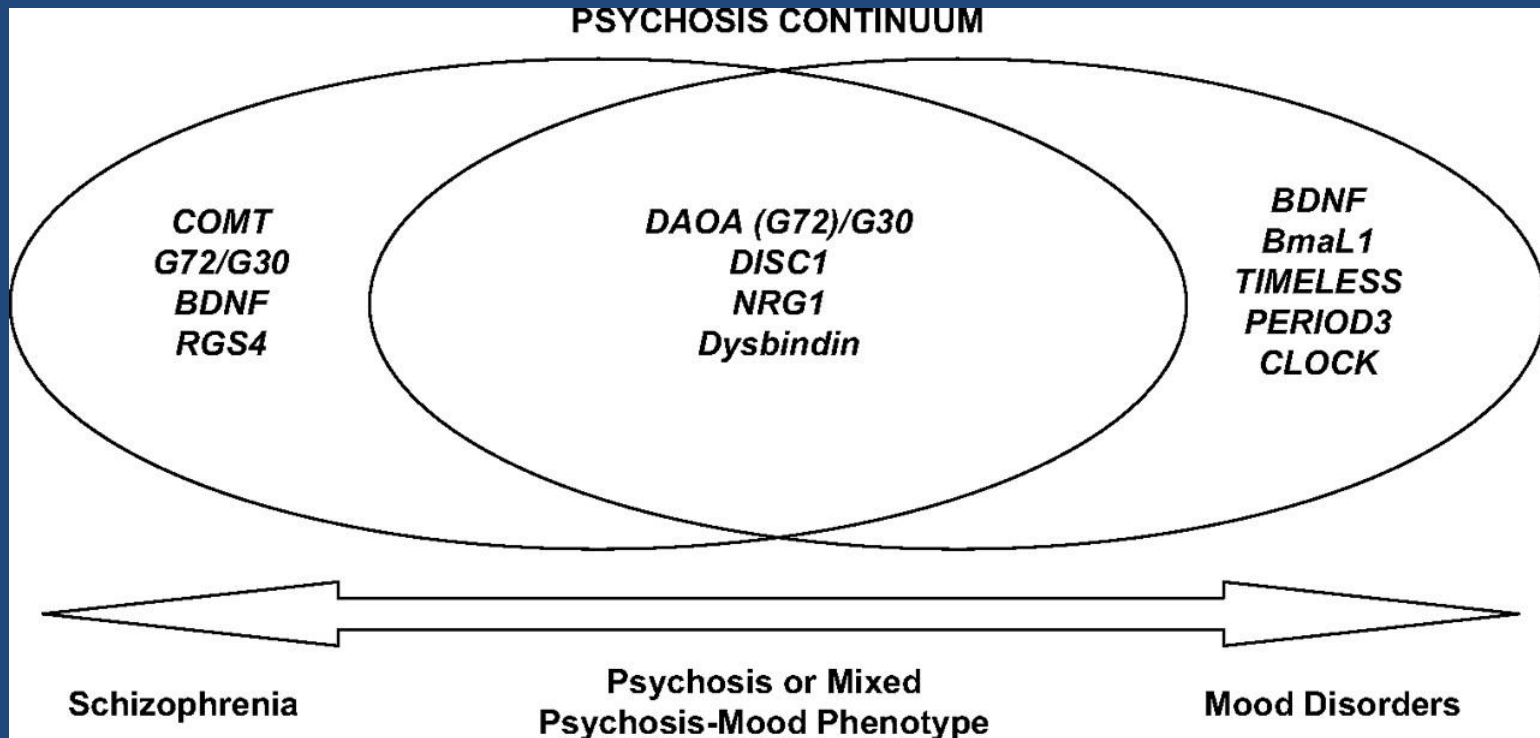 PSYCHOSIS CONTINUUM
COMT
G72/G30
BDNF
RGS4
DAOA (G72)/G30
DISC1
NRG1
Dysbindin
BDNF
BmaL1
TIMELESS
PERIOD3
CLOCK
Schizophrenia
Psychosis or Mixed
Psychosis-Mood Phenotype
Mood Disorders